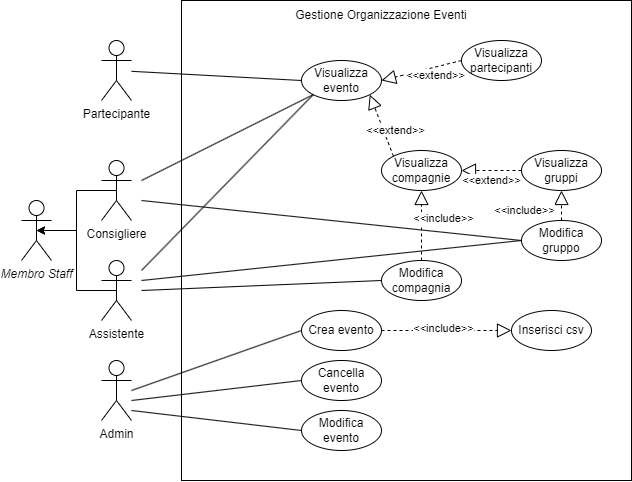 Gestione Organizzazione Eventi
Visualizza
partecipanti
Visualizza
evento
<<extend>>
Partecipante
<<extend>>
Visualizza
compagnie
Visualizza
gruppi
<<extend>>
<<include>>
<<include>>
Consigliere
Modifica
gruppo
Membro Staff
Modifica
compagnia
Assistente
Crea evento
<<include>>
Inserisci csv
Cancella
evento
Admin
Modifica
evento